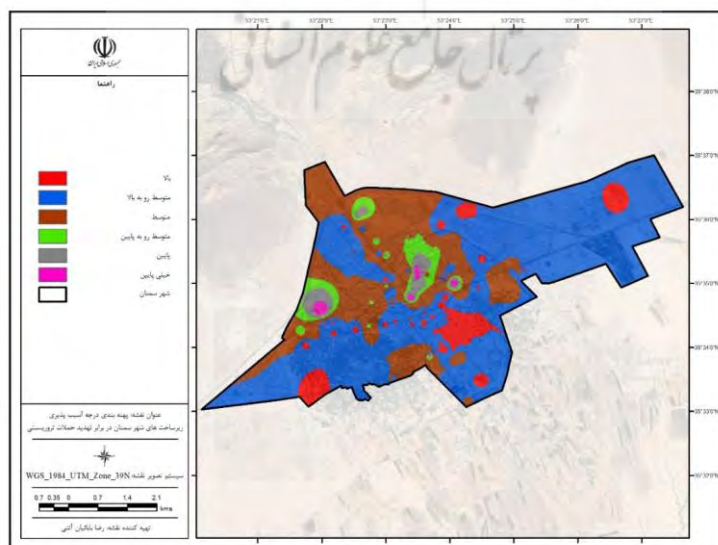 پرتال جامع علوم انسانی
جمهوری اسلامی ایران
راهنما
بالا
متوسط رو به بالا
متوسط
متوسط رو به پایین
پایین
خیلی پایین
شهر سمنان
عنوان نقشه: پهنه بندی درجه آسیب پذیری
زیرساخت های شهر سمنان در برابر تهدید حملات تروریستی
سیستم تصویر نقشه: WGS_1984_UTM_Zone_39N
0.7 0.35 0 0.7 1.4 2.1
kms
تهیه کننده نقشه: رضا بابائیان آتنی